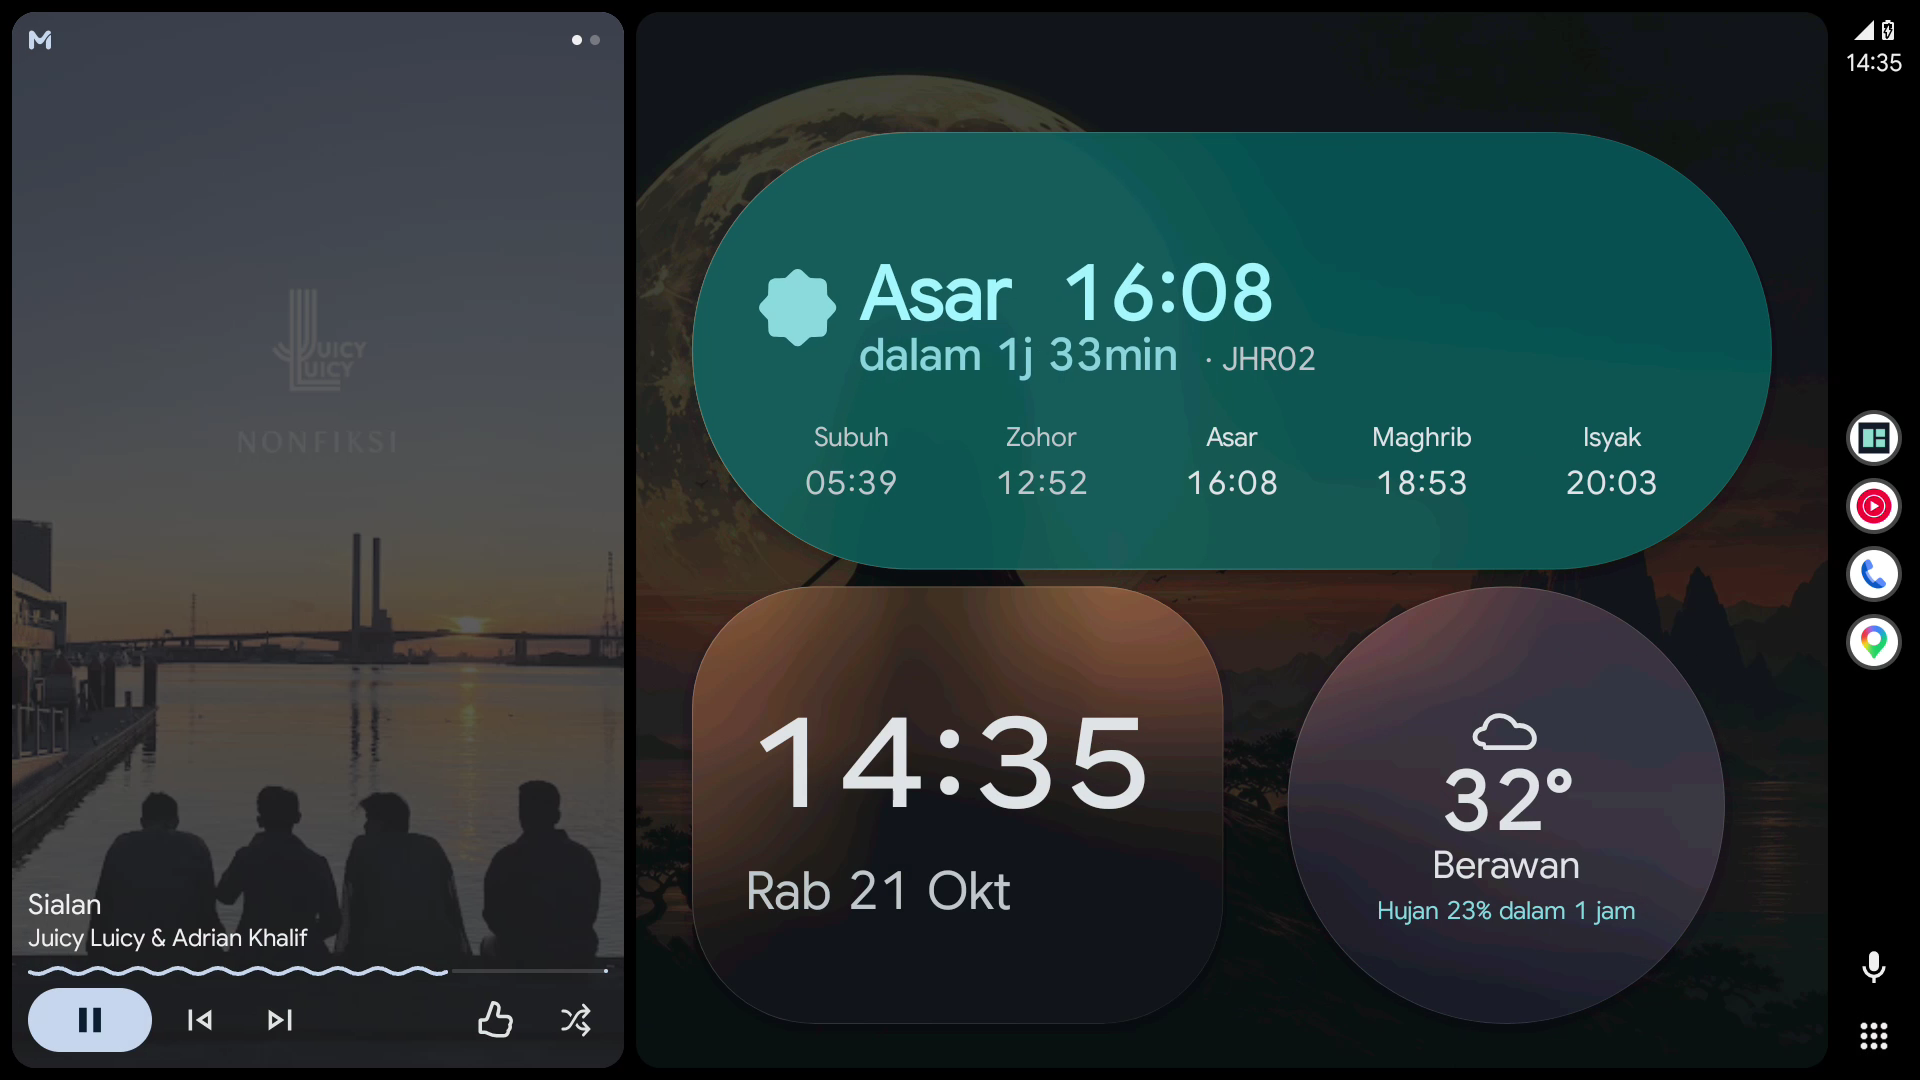 JUICY
LUICY
NONFIKSI
Sialan
Juicy Luicy & Adrian Khalif
Asar 16:08
dalam 1j 33min · JHR02
Subuh Zohor Asar Maghrib Isyak
05:39 12:52 16:08 18:53 20:03
14:35
Rab 21 Okt
32°
Berawan
Hujan 23% dalam 1 jam
14:35